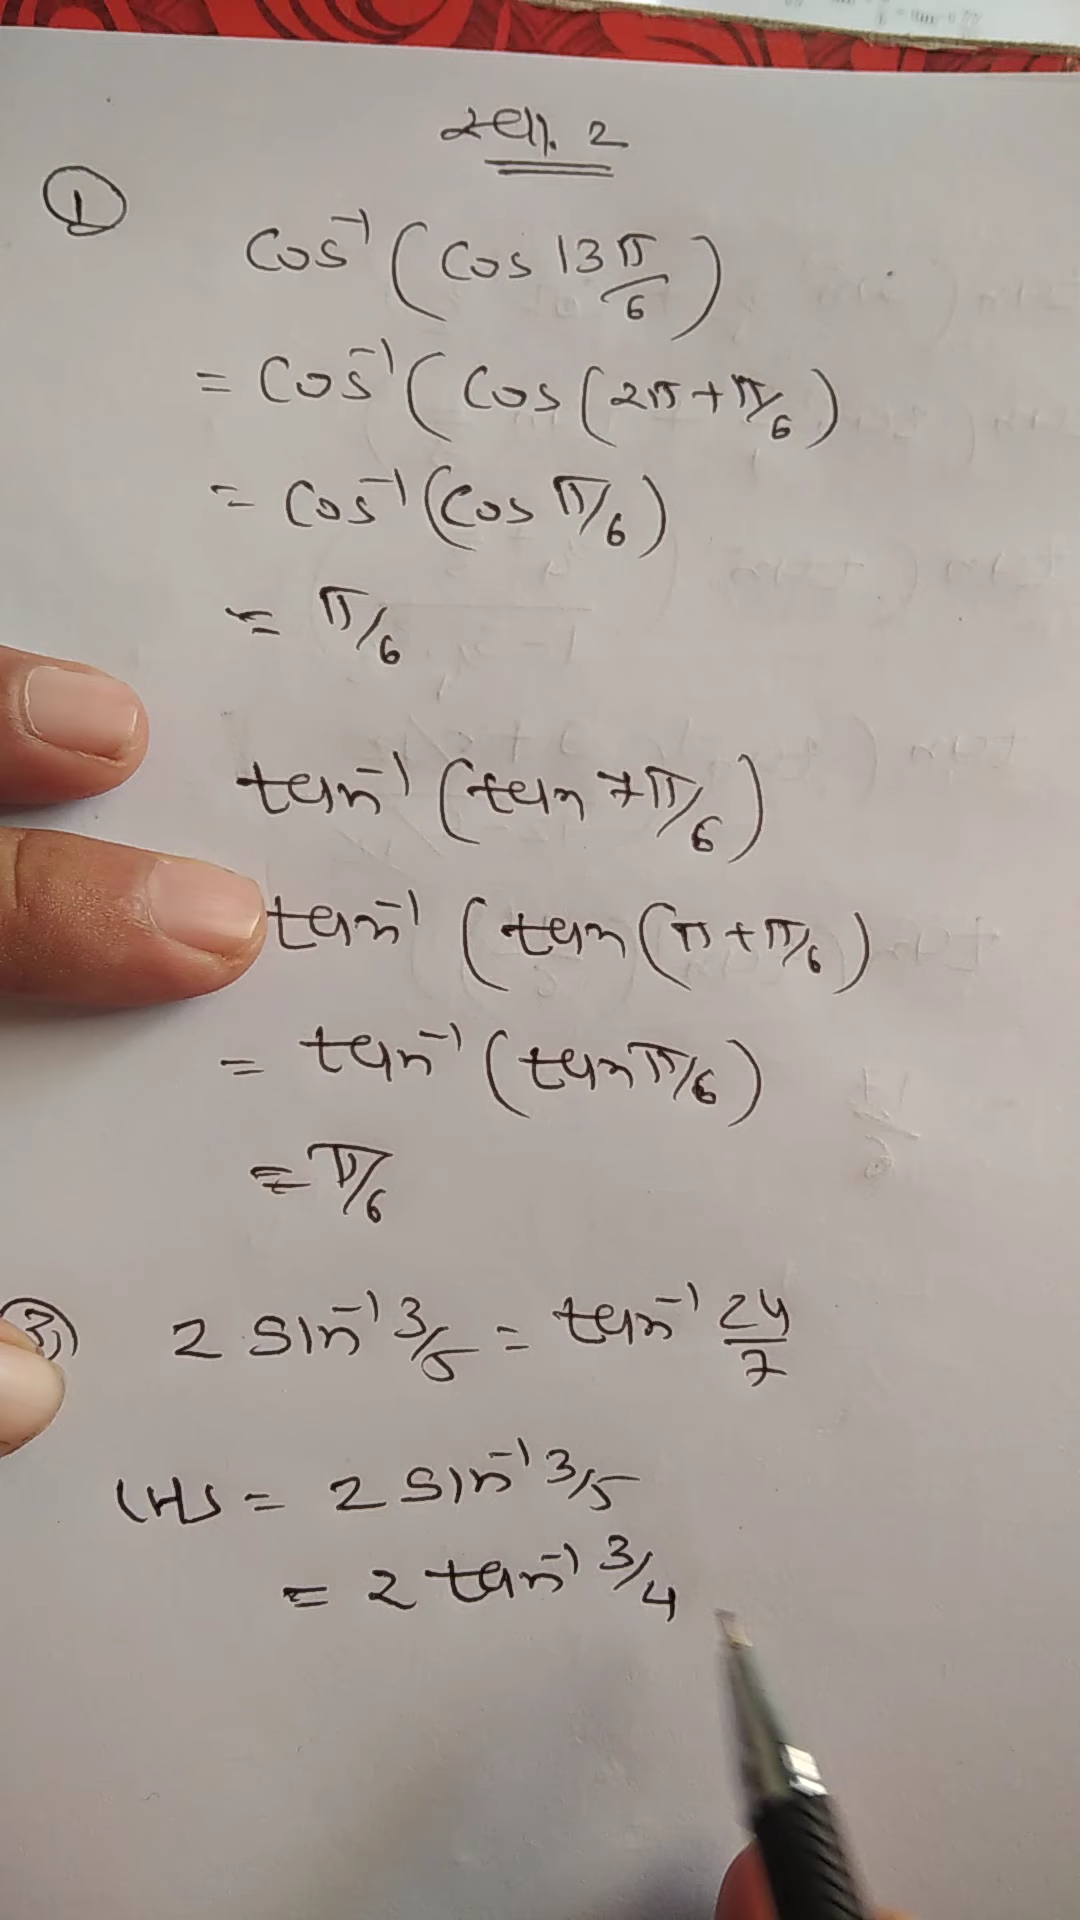 સ્વા. 2
①
cos⁻¹ (cos 13π/6)
= cos⁻¹ (cos (2π + π/6)
= cos⁻¹ (cos π/6)
= π/6
tan⁻¹ (tan 7π/6)
tan⁻¹ (tan (π + π/6)
= tan⁻¹ (tan π/6)
= π/6
③ 2 sin⁻¹ 3/5 = tan⁻¹ 24/7
LHS = 2 sin⁻¹ 3/5
= 2 tan⁻¹ 3/4